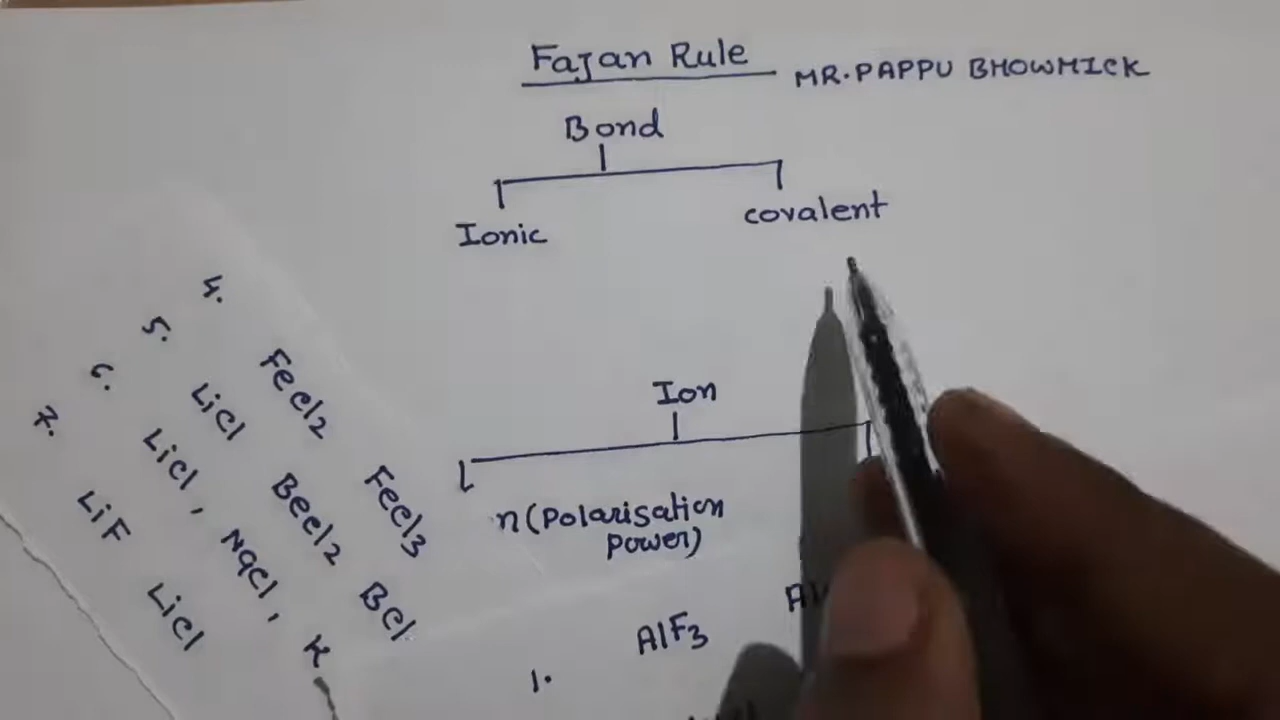 Fajan Rule
MR. PAPPU BHOWMICK
Bond
Ionic covalent
Ion
n (Polarisation
power)
1. AlF3
4. Fecl2 Fecl3
5. Licl Becl2 Bcl
6. Licl, Nacl, K
7. LiF Licl